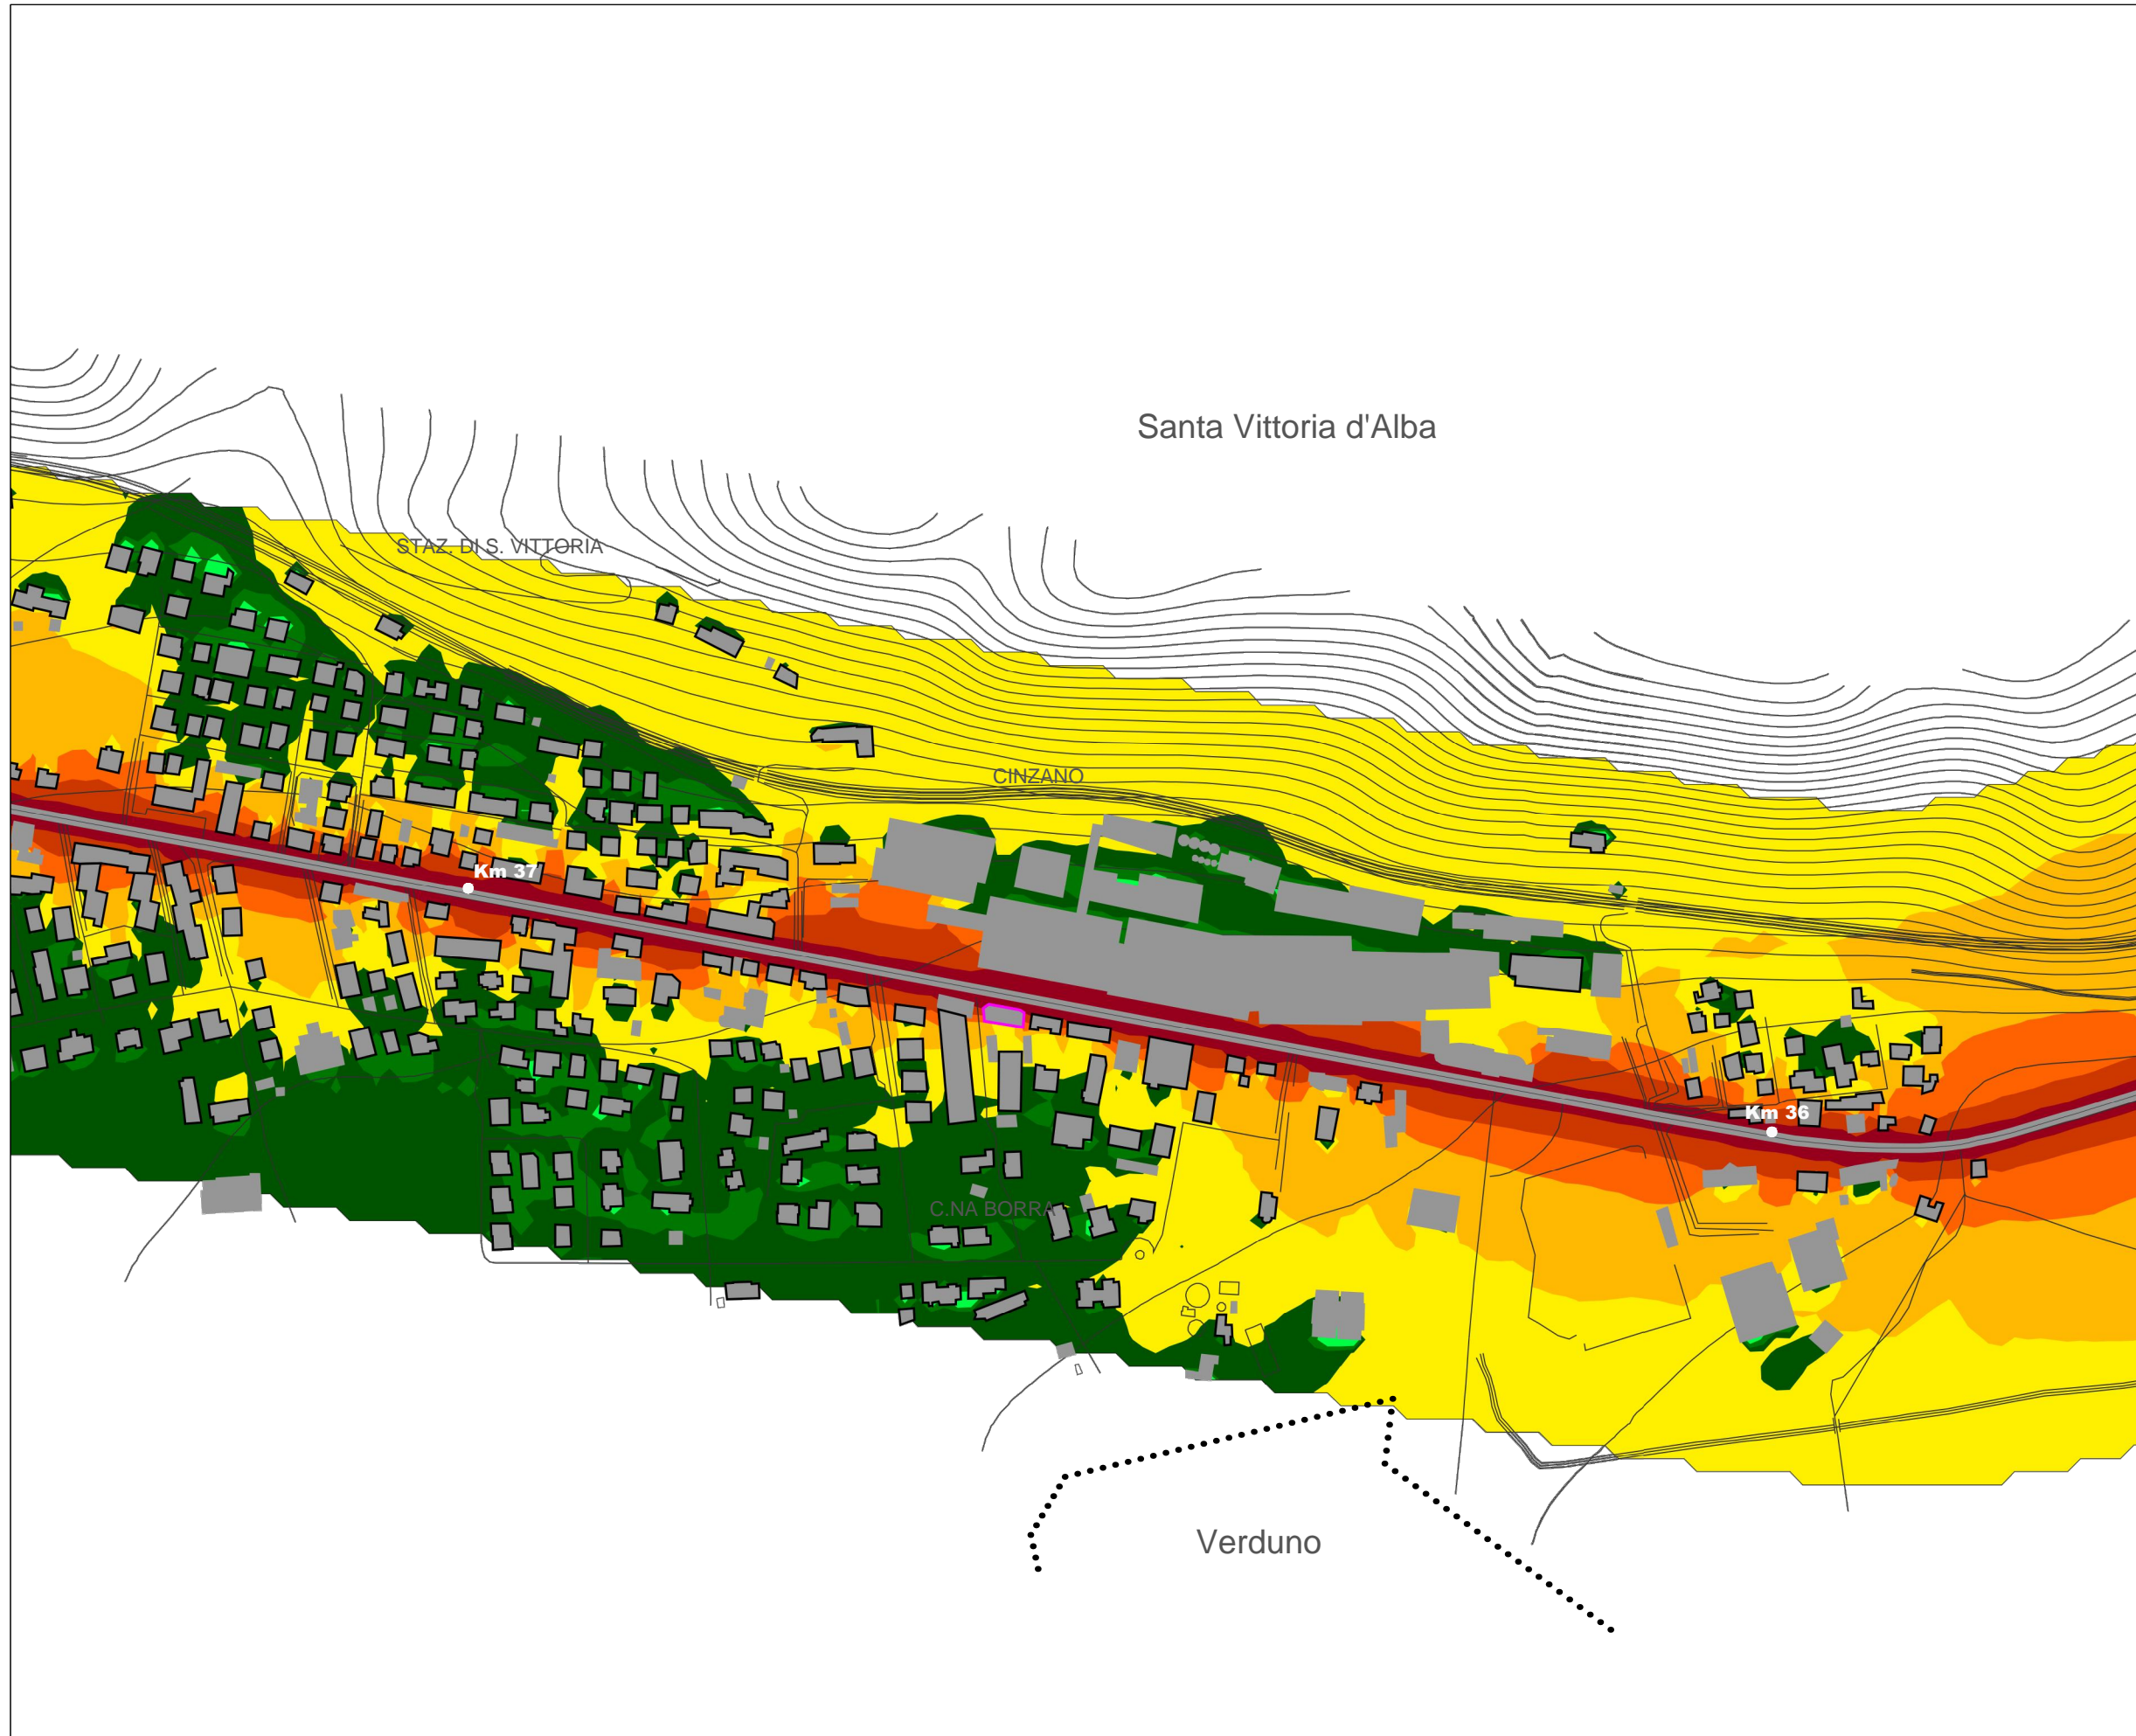 Santa Vittoria d'Alba
STAZ. DI S. VITTORIA
CINZANO
Km 37
Km 36
C.NA BORRA
Verduno